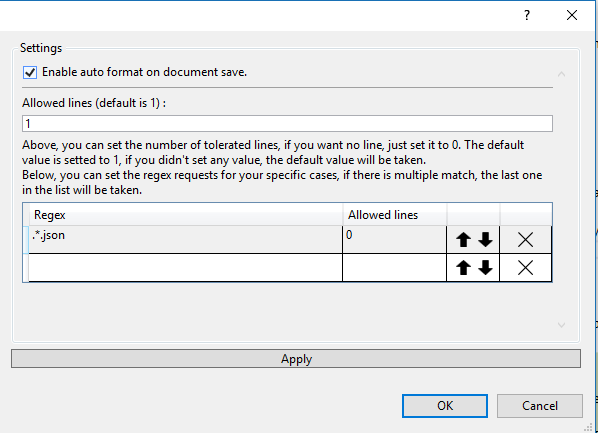 ?
Settings
Enable auto format on document save.
Allowed lines (default is 1) :
1
Above, you can set the number of tolerated lines, if you want no line, just set it to 0. The default
value is setted to 1, if you didn't set any value, the default value will be taken.
Below, you can set the regex requests for your specific cases, if there is multiple match, the last one
in the list will be taken.
Regex Allowed lines
.*.json 0
Apply
OK Cancel